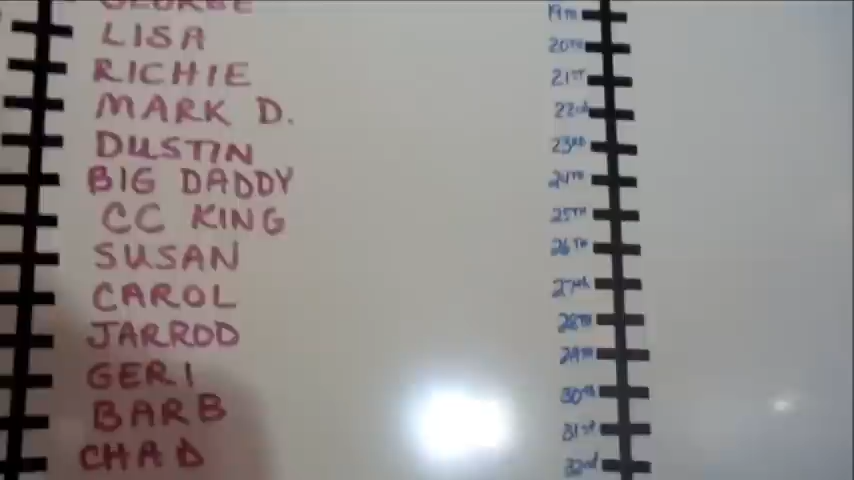 GEORGE 19TH
LISA 20TH
RICHIE 21ST
MARK D. 22nd
DUSTIN 23RD
BIG DADDY 24TH
CC KING 25TH
SUSAN 26TH
CAROL 27th
JARROD 28TH
GERI 29TH
BARB 30th
CHAD 31st
32nd